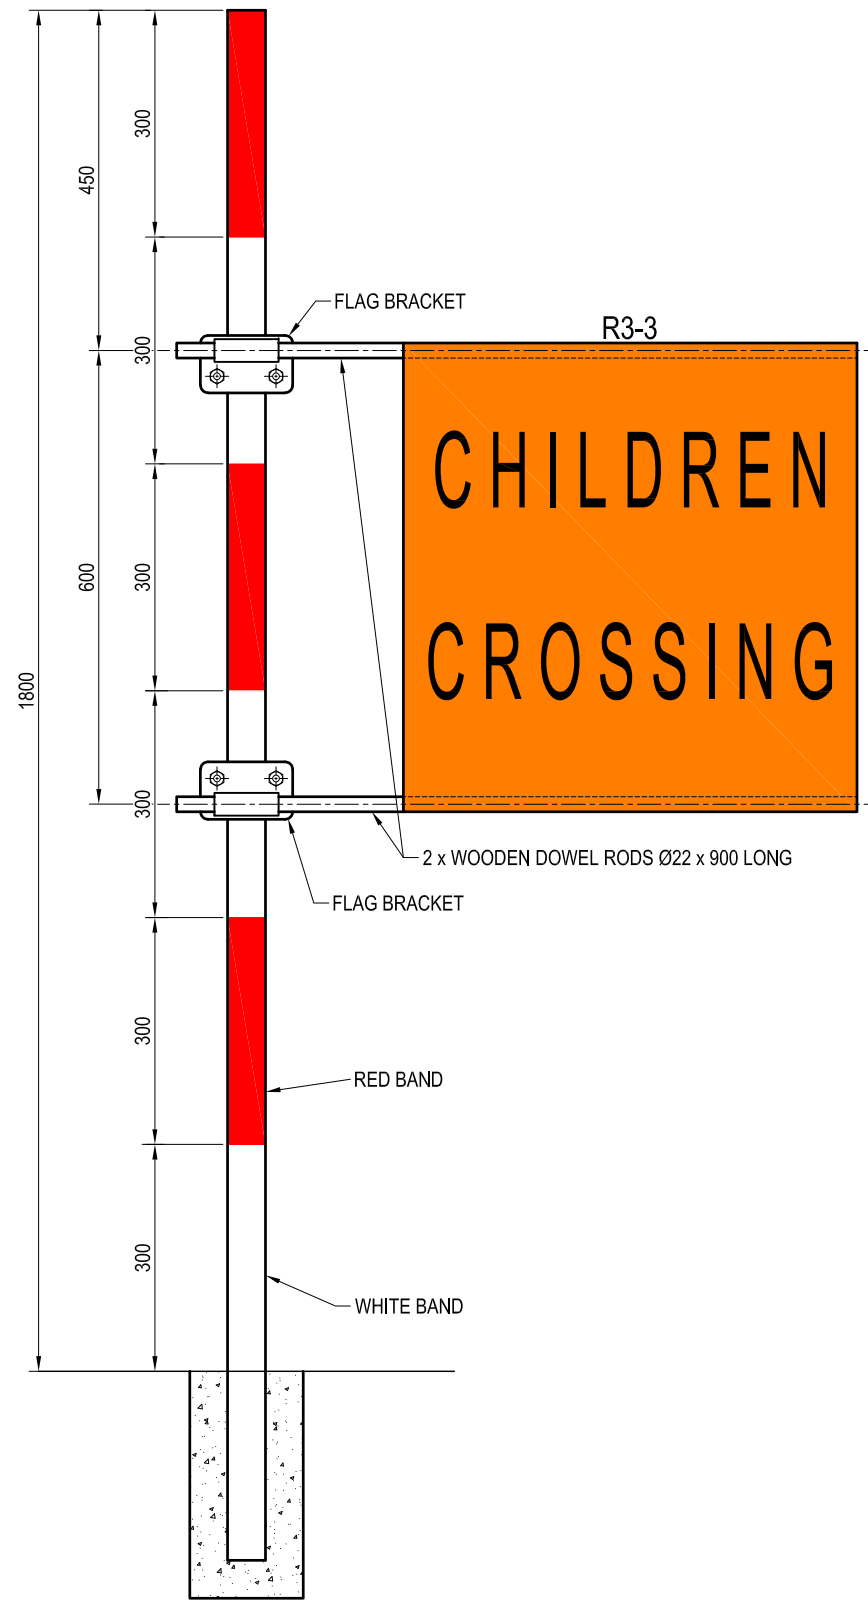 300
450
300
FLAG BRACKET
R3-3
CHILDREN
CROSSING
300
600
1800
300
2 x WOODEN DOWEL RODS Ø22 x 900 LONG
FLAG BRACKET
300
RED BAND
300
WHITE BAND